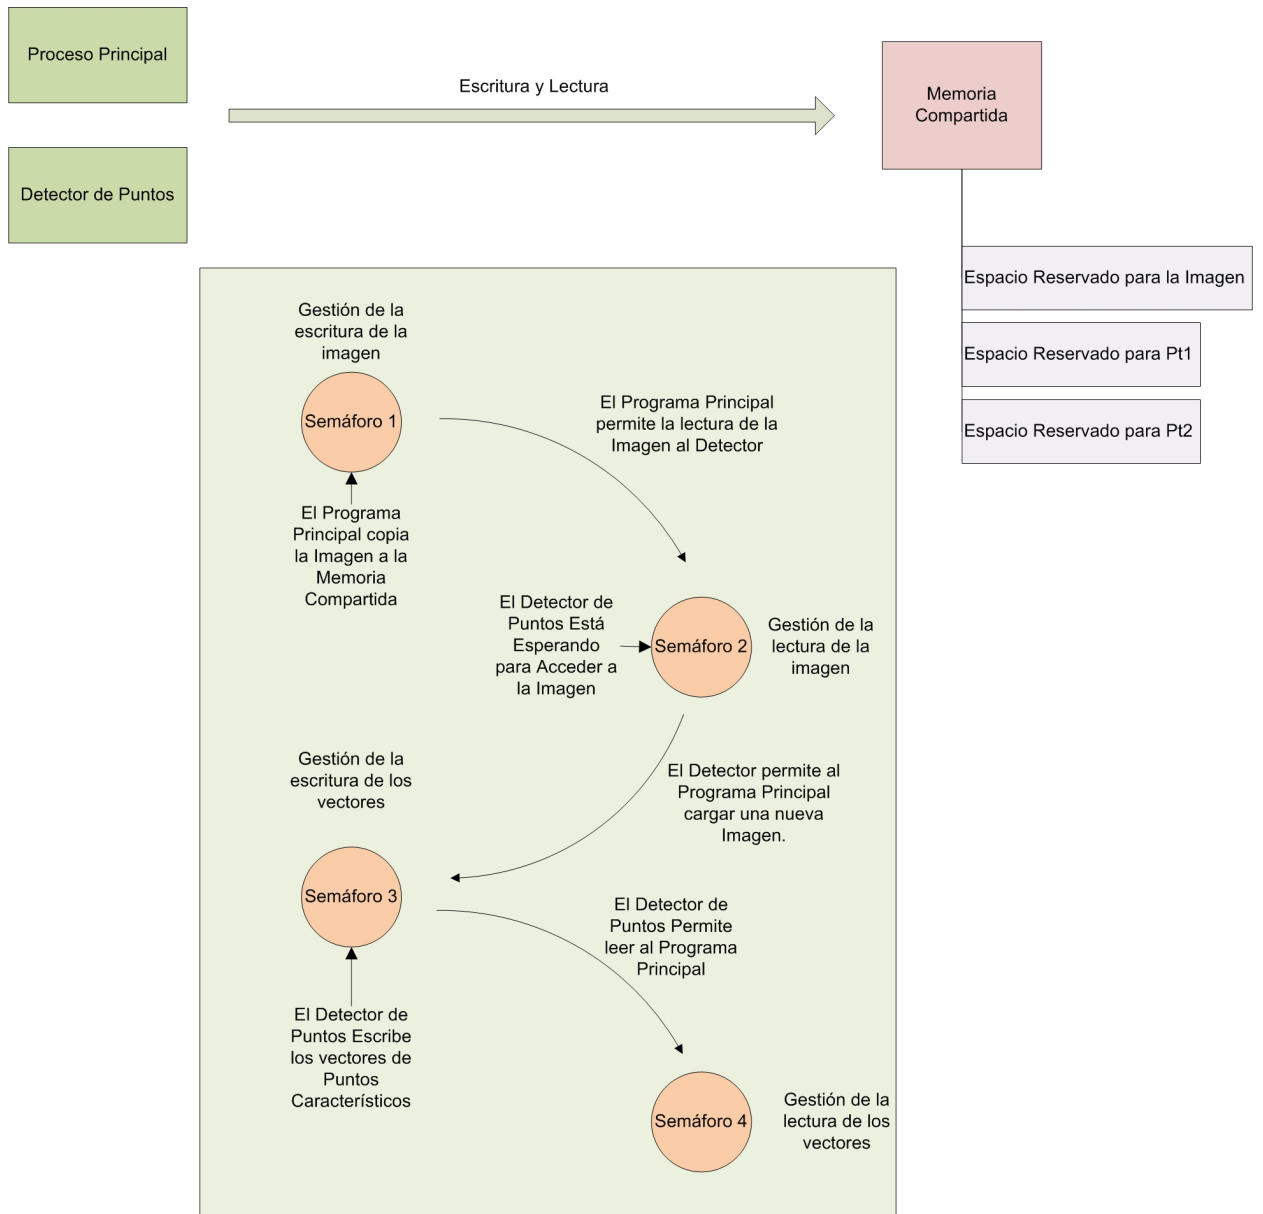 Proceso Principal
Escritura y Lectura
Memoria
Compartida
Detector de Puntos
Espacio Reservado para la Imagen
Espacio Reservado para Pt1
Espacio Reservado para Pt2
Gestión de la
escritura de la
imagen
Semáforo 1
El Programa Principal
permite la lectura de la
Imagen al Detector
El Programa
Principal copia
la Imagen a la
Memoria
Compartida
El Detector de
Puntos Está
Esperando
para Acceder a
la Imagen
Semáforo 2
Gestión de la
lectura de la
imagen
Gestión de la
escritura de los
vectores
El Detector permite al
Programa Principal
cargar una nueva
Imagen.
Semáforo 3
El Detector de
Puntos Permite
leer al Programa
Principal
El Detector de
Puntos Escribe
los vectores de
Puntos
Característicos
Semáforo 4
Gestión de la
lectura de los
vectores